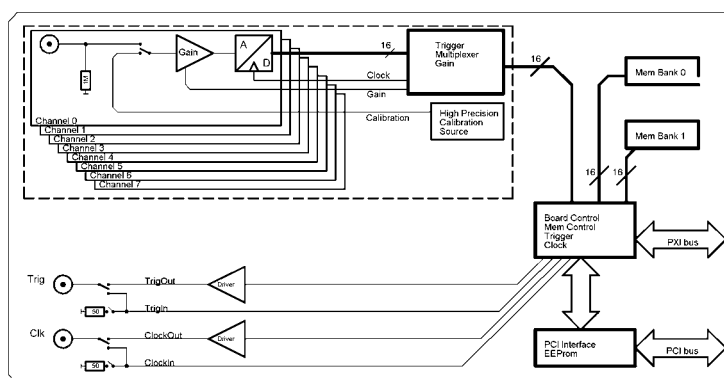 A
D
Gain
1M
16
Trigger
Multiplexer
Gain
Clock
Gain
Calibration
High Precision
Calibration
Source
Channel 0
Channel 1
Channel 2
Channel 3
Channel 4
Channel 5
Channel 6
Channel 7
16
Mem Bank 0
Mem Bank 1
16
16
Board Control
Mem Control
Trigger
Clock
PXI bus
Trig
TrigOut
Driver
50
TrigIn
Clk
ClockOut
Driver
50
ClockIn
PCI Interface
EEProm
PCI bus